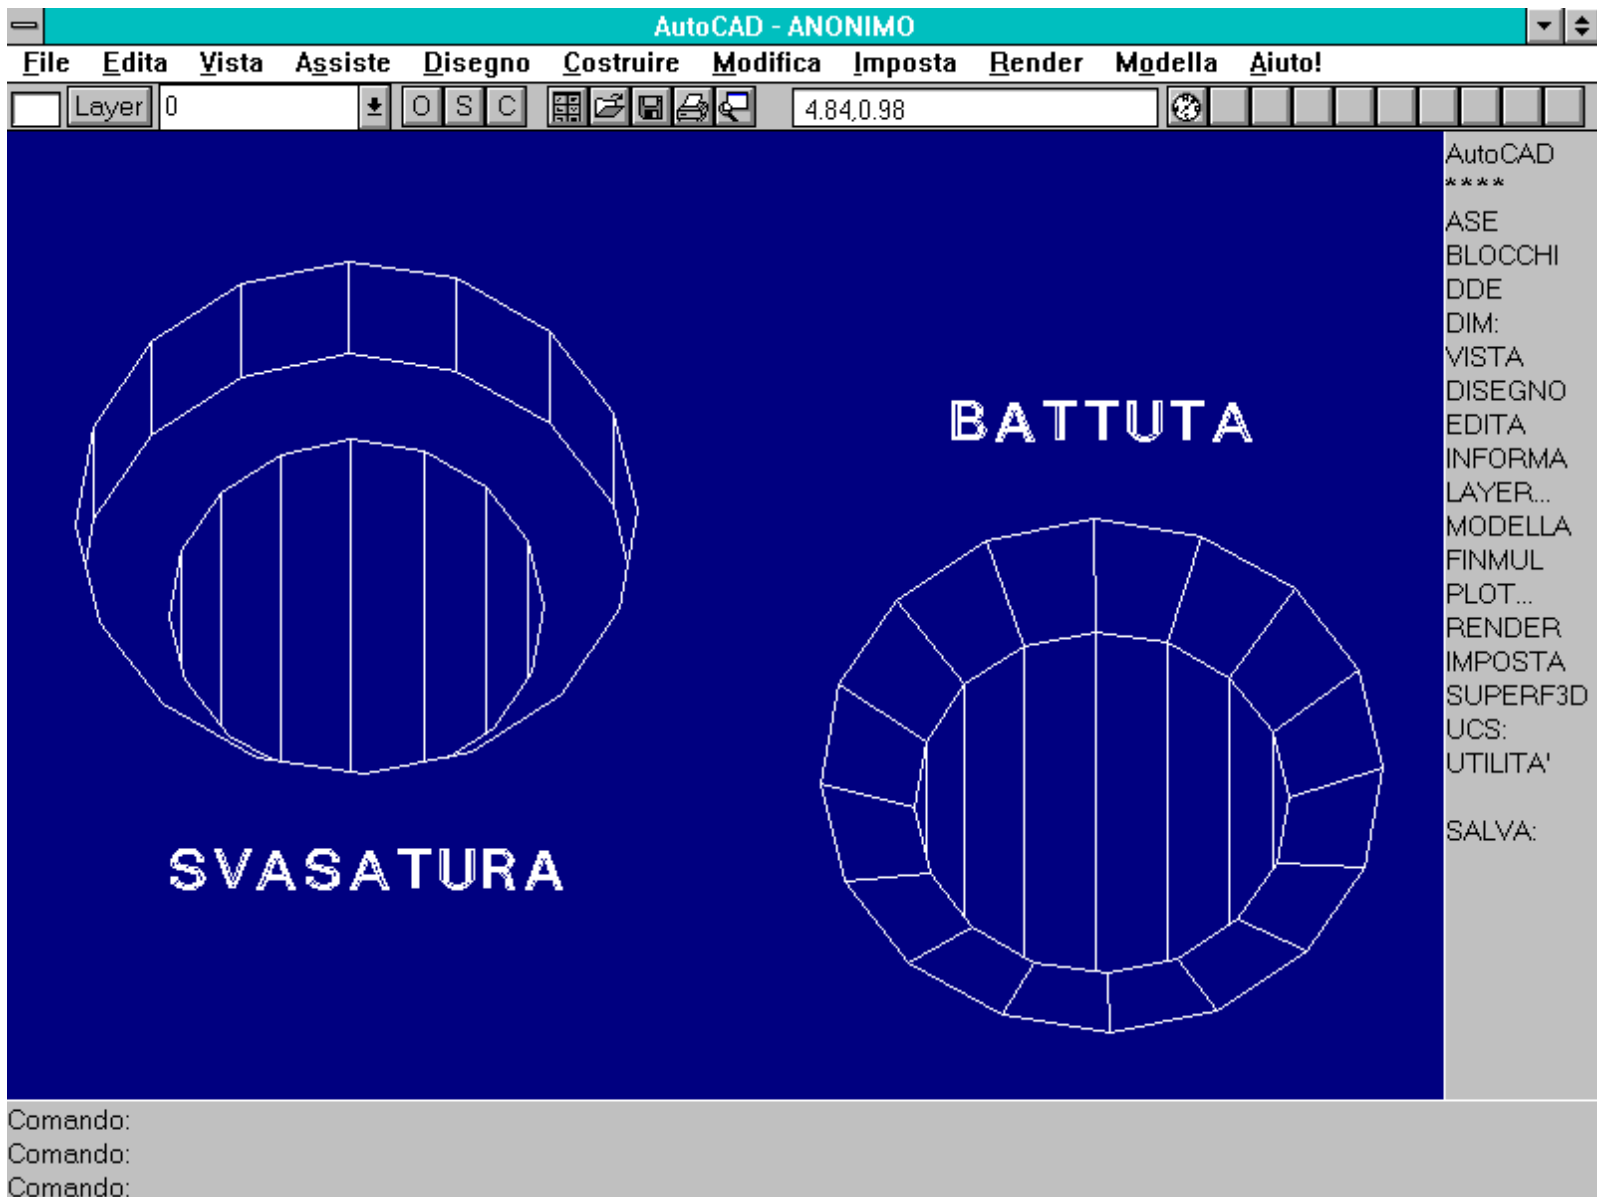 AutoCAD - ANONIMO
File Edita Vista Assiste Disegno Costruire Modifica Imposta Render Modella Aiuto!
Layer 0 O S C 4.84,0.98
AutoCAD
****
ASE
BLOCCHI
DDE
DIM:
VISTA
DISEGNO
EDITA
INFORMA
LAYER...
MODELLA
FINMUL
PLOT...
RENDER
IMPOSTA
SUPERF3D
UCS:
UTILITA'
SALVA:
BATTUTA
SVASATURA
Comando:
Comando:
Comando: